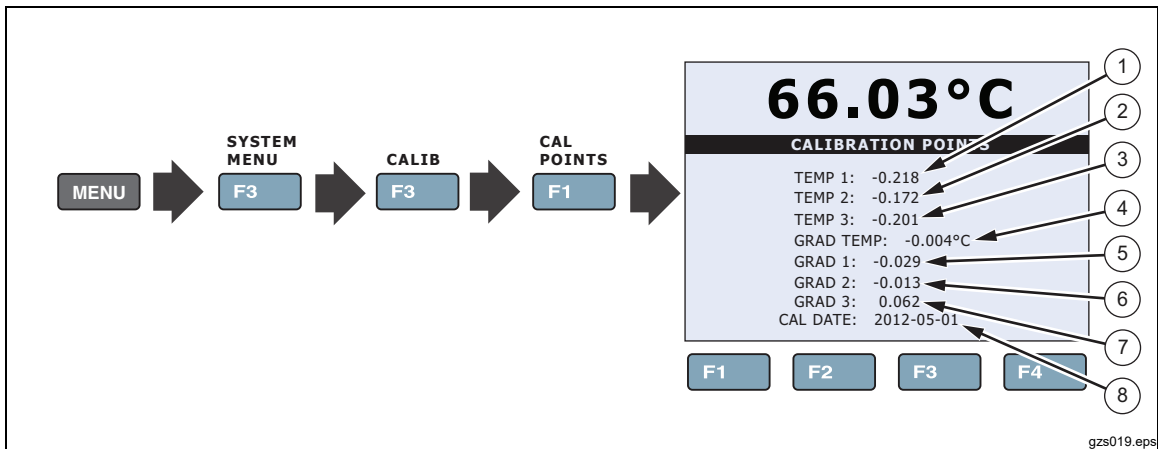 MENU
SYSTEM
MENU
F3
CALIB
F3
CAL
POINTS
F1
66.03°C
CALIBRATION POINTS
TEMP 1: -0.218
TEMP 2: -0.172
TEMP 3: -0.201
GRAD TEMP: -0.004°C
GRAD 1: -0.029
GRAD 2: -0.013
GRAD 3: 0.062
CAL DATE: 2012-05-01
F1 F2 F3 F4
1
2
3
4
5
6
7
8
gzs019.eps